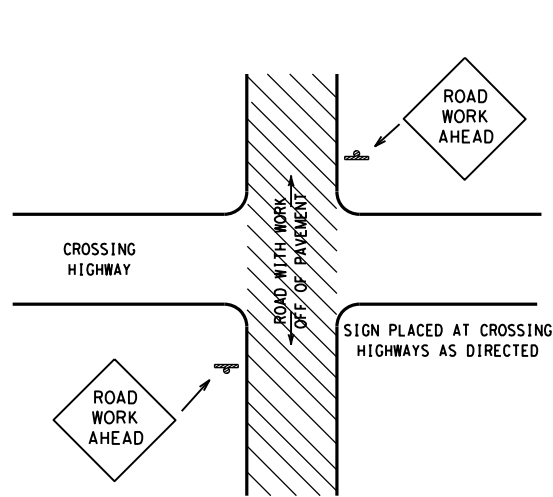 ROAD
WORK
AHEAD
CROSSING
HIGHWAY
ROAD WITH WORK
OFF OF PAVEMENT
SIGN PLACED AT CROSSING
HIGHWAYS AS DIRECTED
ROAD
WORK
AHEAD